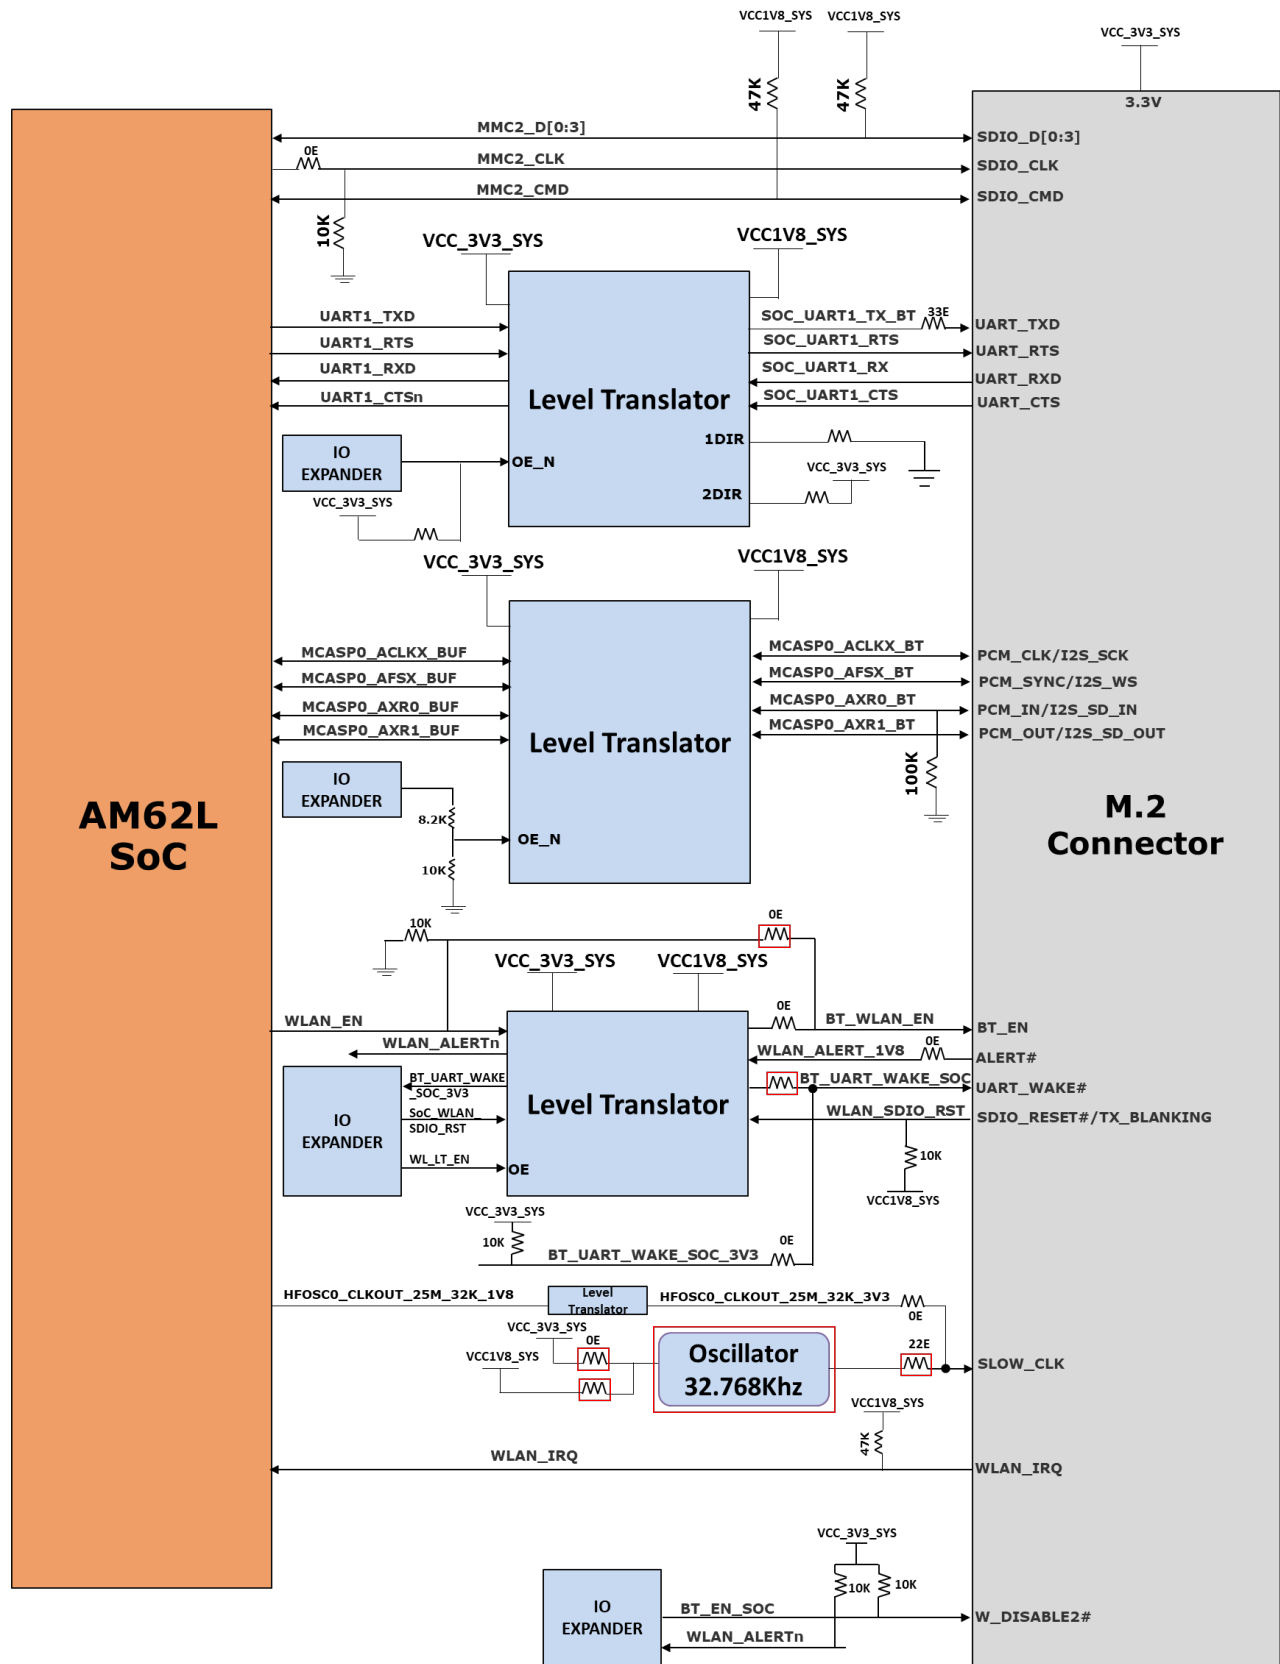 VCC1V8_SYS
VCC1V8_SYS
VCC_3V3_SYS
47K
47K
3.3V
MMC2_D[0:3]
SDIO_D[0:3]
0E
MMC2_CLK
SDIO_CLK
MMC2_CMD
SDIO_CMD
10K
VCC_3V3_SYS
VCC1V8_SYS
UART1_TXD
SOC_UART1_TX_BT
33E
UART_TXD
UART1_RTS
SOC_UART1_RTS
UART_RTS
UART1_RXD
SOC_UART1_RX
UART_RXD
UART1_CTSn
SOC_UART1_CTS
UART_CTS
Level Translator
1DIR
IO
EXPANDER
OE_N
VCC_3V3_SYS
2DIR
VCC_3V3_SYS
VCC_3V3_SYS
VCC1V8_SYS
MCASP0_ACLKX_BUF
MCASP0_ACLKX_BT
PCM_CLK/I2S_SCK
MCASP0_AFSX_BUF
MCASP0_AFSX_BT
PCM_SYNC/I2S_WS
MCASP0_AXR0_BUF
MCASP0_AXR0_BT
PCM_IN/I2S_SD_IN
MCASP0_AXR1_BUF
MCASP0_AXR1_BT
PCM_OUT/I2S_SD_OUT
Level Translator
100K
IO
EXPANDER
8.2K
OE_N
10K
AM62L
SoC
M.2
Connector
10K
0E
VCC_3V3_SYS
VCC1V8_SYS
WLAN_EN
0E
BT_WLAN_EN
BT_EN
WLAN_ALERTn
WLAN_ALERT_1V8
0E
ALERT#
BT_UART_WAKE
_SOC_3V3
BT_UART_WAKE_SOC
UART_WAKE#
Level Translator
SoC_WLAN_
SDIO_RST
WLAN_SDIO_RST
SDIO_RESET#/TX_BLANKING
IO
EXPANDER
WL_LT_EN
OE
10K
VCC1V8_SYS
VCC_3V3_SYS
10K
BT_UART_WAKE_SOC_3V3
0E
HFOSC0_CLKOUT_25M_32K_1V8
Level
Translator
HFOSC0_CLKOUT_25M_32K_3V3
0E
VCC_3V3_SYS
0E
VCC1V8_SYS
Oscillator
32.768Khz
22E
SLOW_CLK
VCC1V8_SYS
47K
WLAN_IRQ
WLAN_IRQ
VCC_3V3_SYS
10K
10K
IO
EXPANDER
BT_EN_SOC
W_DISABLE2#
WLAN_ALERTn